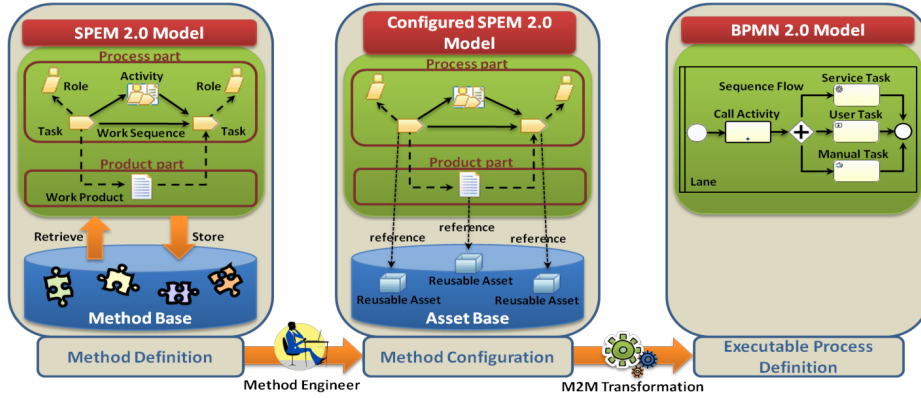 SPEM 2.0 Model
Process part
Activity
Role
Role
Task
Work Sequence
Task
Product part
Work Product
Retrieve
Store
Method Base
Method Definition
Method Engineer
Configured SPEM 2.0
Model
Process part
Product part
reference
reference
reference
Reusable Asset
Reusable Asset
Reusable Asset
Asset Base
Method Configuration
M2M Transformation
BPMN 2.0 Model
Service Task
Sequence Flow
Call Activity
User Task
Manual Task
Lane
Executable Process
Definition